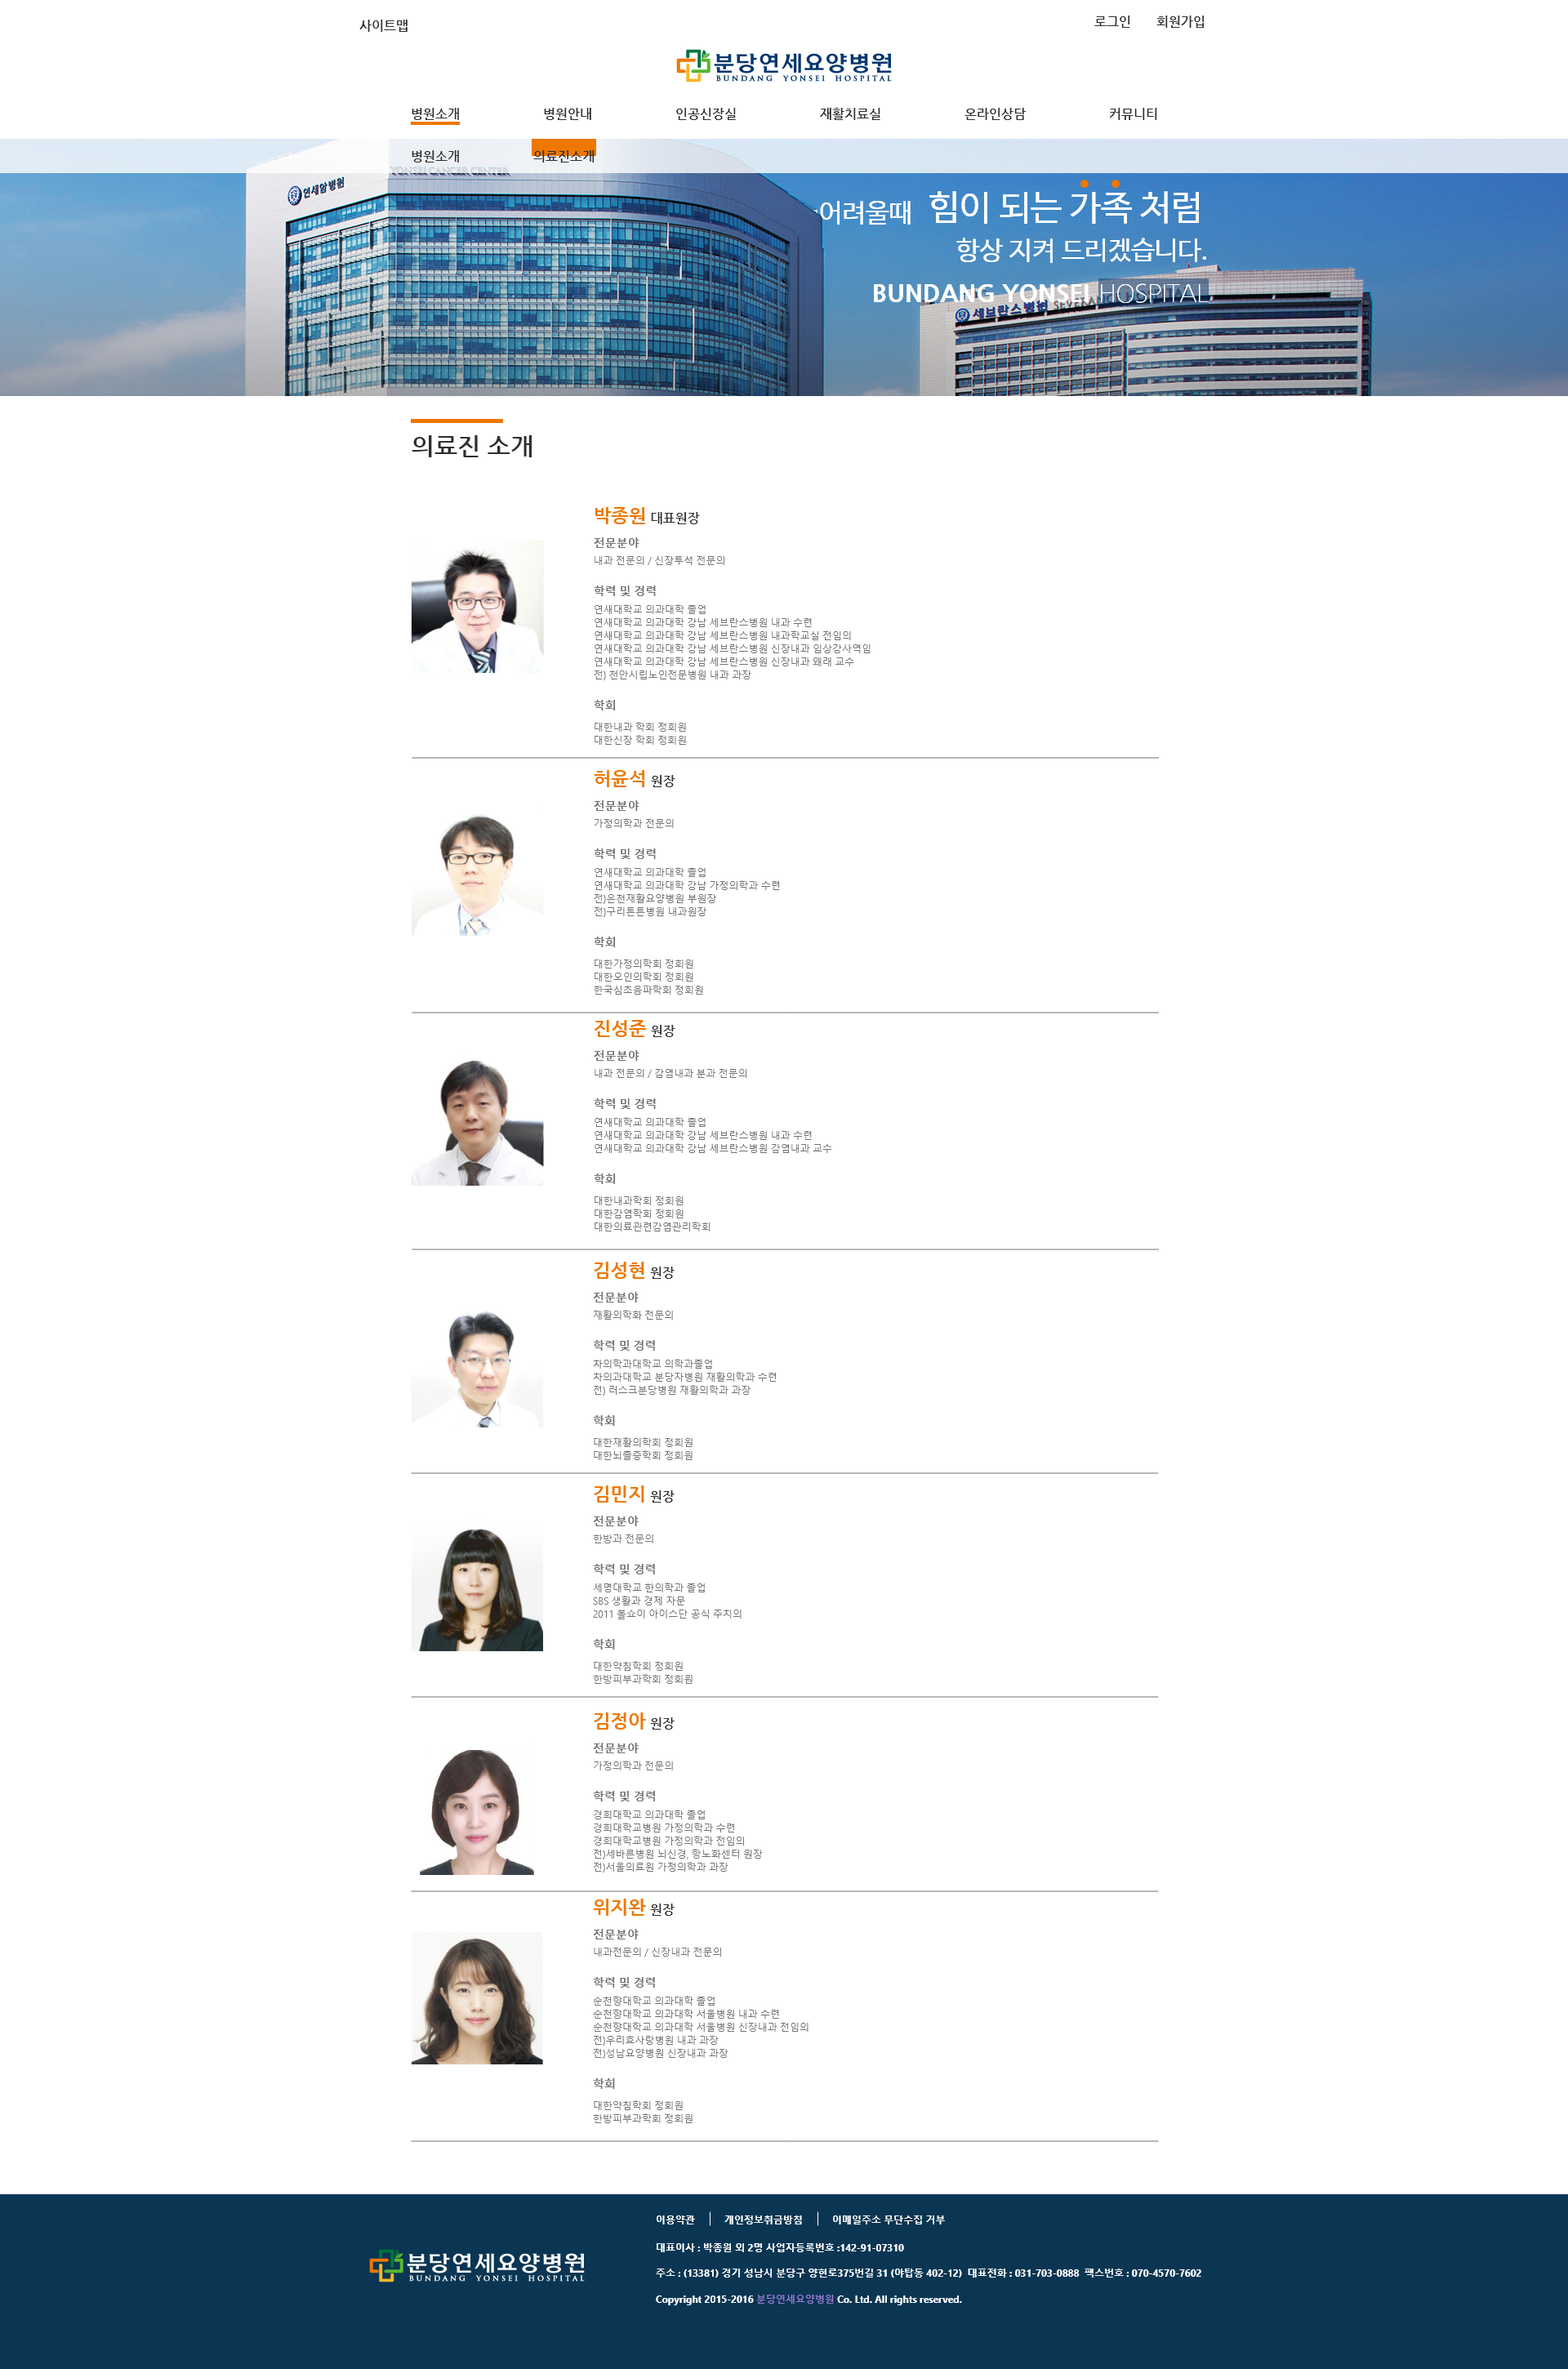 사이트맵
로그인 회원가입
분당연세요양병원
BUNDANG YONSEI HOSPITAL
병원소개 병원안내 인공신장실 재활치료실 온라인상담 커뮤니티
병원소개 의료진소개
YONSEI CANCER CENTER
연세암병원
어려울때 힘이 되는 가족 처럼
항상 지켜 드리겠습니다.
BUNDANG YONSEI HOSPITAL
세브란스병원
의료진 소개
박종원 대표원장
전문분야
내과 전문의 / 신장투석 전문의
학력 및 경력
연새대학교 의과대학 졸업
연새대학교 의과대학 강남 세브란스병원 내과 수련
연새대학교 의과대학 강남 세브란스병원 내과학교실 전임의
연새대학교 의과대학 강남 세브란스병원 신장내과 임상강사역임
연새대학교 의과대학 강남 세브란스병원 신장내과 왜래 교수
전) 천안시립노인전문병원 내과 과장
학회
대한내과 학회 정회원
대한신장 학회 정회원
허윤석 원장
전문분야
가정의학과 전문의
학력 및 경력
연새대학교 의과대학 졸업
연새대학교 의과대학 강남 가정의학과 수련
전)은천재활요양병원 부원장
전)구리튼튼병원 내과원장
학회
대한가정의학회 정회원
대한오인의학회 정회원
한국심초음파학회 정회원
진성준 원장
전문분야
내과 전문의 / 감염내과 분과 전문의
학력 및 경력
연새대학교 의과대학 졸업
연새대학교 의과대학 강남 세브란스병원 내과 수련
연새대학교 의과대학 강남 세브란스병원 감염내과 교수
학회
대한내과학회 정회원
대한감염학회 정회원
대한의료관련감염관리학회
김성현 원장
전문분야
재활의학화 전문의
학력 및 경력
차의학과대학교 의학과졸업
차의과대학교 분당차병원 재활의학과 수련
전) 러스크분당병원 재활의학과 과장
학회
대한재활의학회 정회원
대한뇌졸중학회 정회원
김민지 원장
전문분야
한방과 전문의
학력 및 경력
세명대학교 한의학과 졸업
SBS 생활과 경제 자문
2011 볼쇼이 아이스단 공식 주치의
학회
대한약침학회 정회원
한방피부과학회 정회원
김정아 원장
전문분야
가정의학과 전문의
학력 및 경력
경희대학교 의과대학 졸업
경희대학교병원 가정의학과 수련
경희대학교병원 가정의학과 전임의
전)세바른병원 뇌신경, 항노화센터 원장
전)서울의료원 가정의학과 과장
위지완 원장
전문분야
내과전문의 / 신장내과 전문의
학력 및 경력
순천향대학교 의과대학 졸업
순천향대학교 의과대학 서울병원 내과 수련
순천향대학교 의과대학 서울병원 신장내과 전임의
전)우리효사랑병원 내과 과장
전)성남요양병원 신장내과 과장
학회
대한약침학회 정회원
한방피부과학회 정회원
이용약관 개인정보취급방침 이메일주소 무단수집 거부
분당연세요양병원
BUNDANG YONSEI HOSPITAL
대표이사 : 박종원 외 2명 사업자등록번호 :142-91-07310
주소 : (13381) 경기 성남시 분당구 양현로375번길 31 (야탑동 402-12) 대표전화 : 031-703-0888 팩스번호 : 070-4570-7602
Copyright 2015-2016 분당연세요양병원 Co. Ltd. All rights reserved.